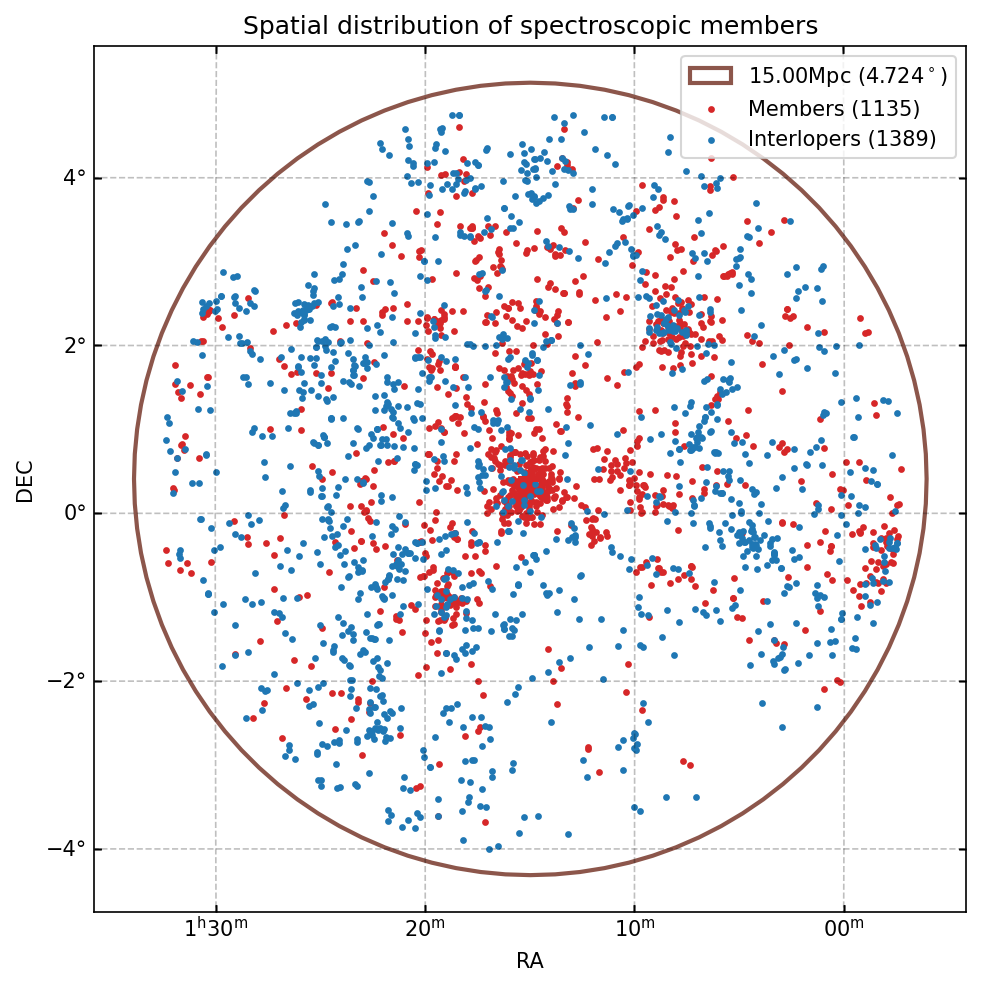 Spatial distribution of spectroscopic members
15.00Mpc (4.724°)
Members (1135)
Interlopers (1389)
4°
2°
0°
−2°
−4°
DEC
1ʰ30ᵐ 20ᵐ 10ᵐ 00ᵐ
RA